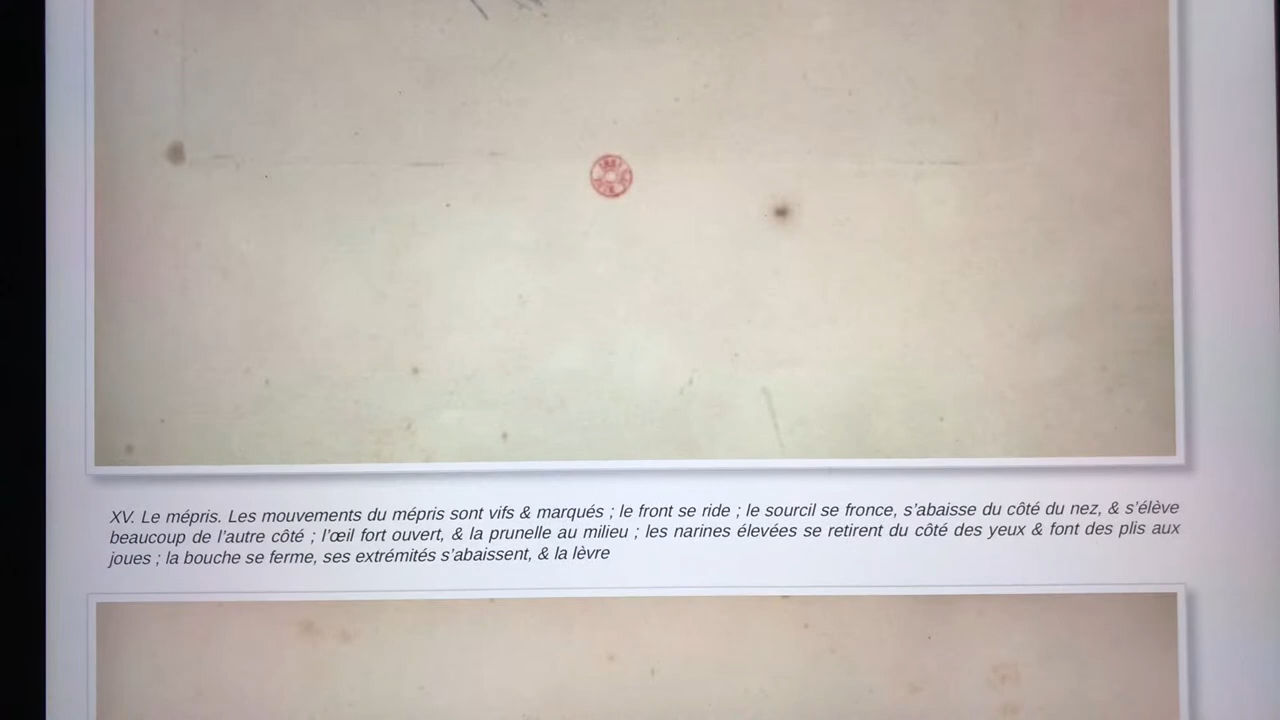 XV. Le mépris. Les mouvements du mépris sont vifs & marqués ; le front se ride ; le sourcil se fronce, s’abaisse du côté du nez, & s’élève
beaucoup de l’autre côté ; l’œil fort ouvert, & la prunelle au milieu ; les narines élevées se retirent du côté des yeux & font des plis aux
joues ; la bouche se ferme, ses extrémités s’abaissent, & la lèvre